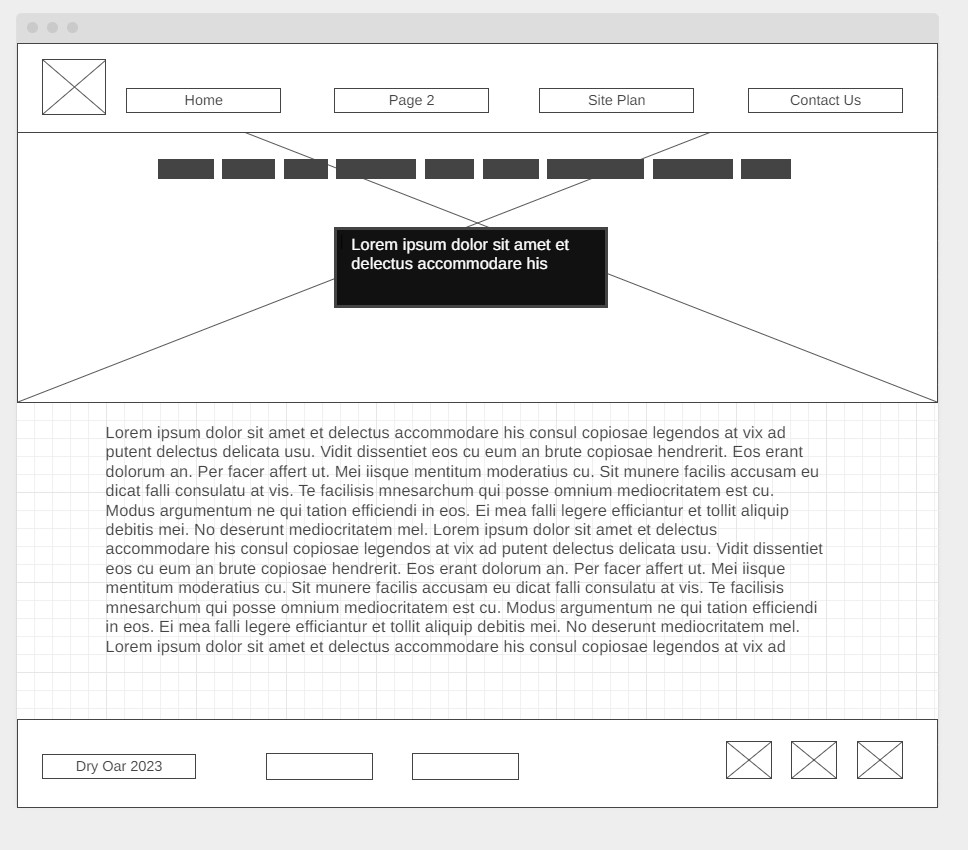 Home
Page 2
Site Plan
Contact Us
Lorem ipsum dolor sit amet et
delectus accommodare his
Lorem ipsum dolor sit amet et delectus accommodare his consul copiosae legendos at vix ad
putent delectus delicata usu. Vidit dissentiet eos cu eum an brute copiosae hendrerit. Eos erant
dolorum an. Per facer affert ut. Mei iisque mentitum moderatius cu. Sit munere facilis accusam eu
dicat falli consulatu at vis. Te facilisis mnesarchum qui posse omnium mediocritatem est cu.
Modus argumentum ne qui tation efficiendi in eos. Ei mea falli legere efficiantur et tollit aliquip
debitis mei. No deserunt mediocritatem mel. Lorem ipsum dolor sit amet et delectus
accommodare his consul copiosae legendos at vix ad putent delectus delicata usu. Vidit dissentiet
eos cu eum an brute copiosae hendrerit. Eos erant dolorum an. Per facer affert ut. Mei iisque
mentitum moderatius cu. Sit munere facilis accusam eu dicat falli consulatu at vis. Te facilisis
mnesarchum qui posse omnium mediocritatem est cu. Modus argumentum ne qui tation efficiendi
in eos. Ei mea falli legere efficiantur et tollit aliquip debitis mei. No deserunt mediocritatem mel.
Lorem ipsum dolor sit amet et delectus accommodare his consul copiosae legendos at vix ad
Dry Oar 2023